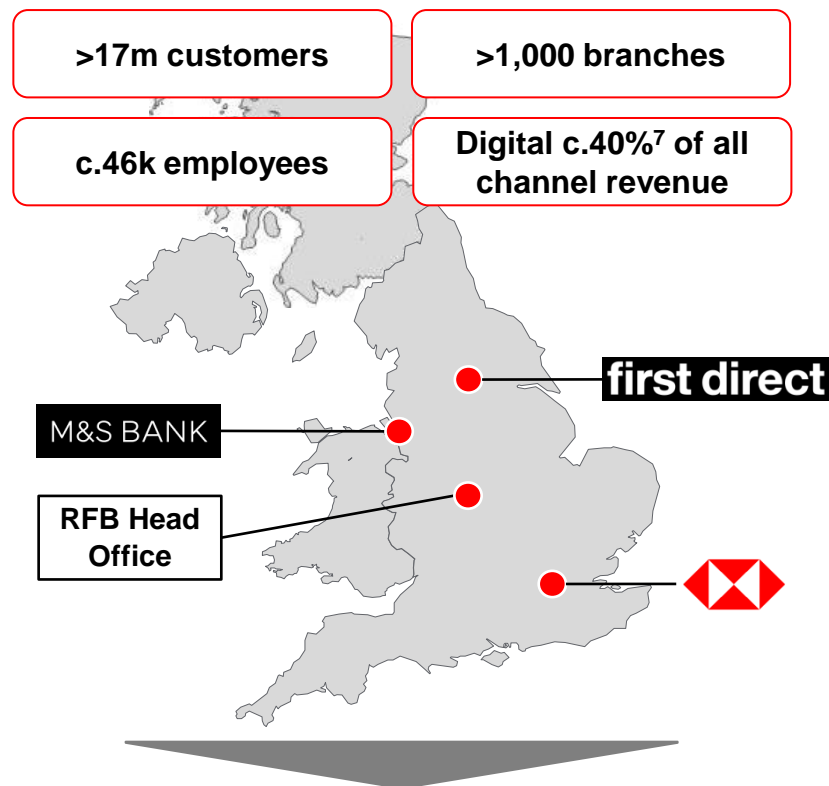 >17m customers
>1,000 branches
c.46k employees
Digital c.40%⁷ of all
channel revenue
first direct
M&S BANK
RFB Head
Office